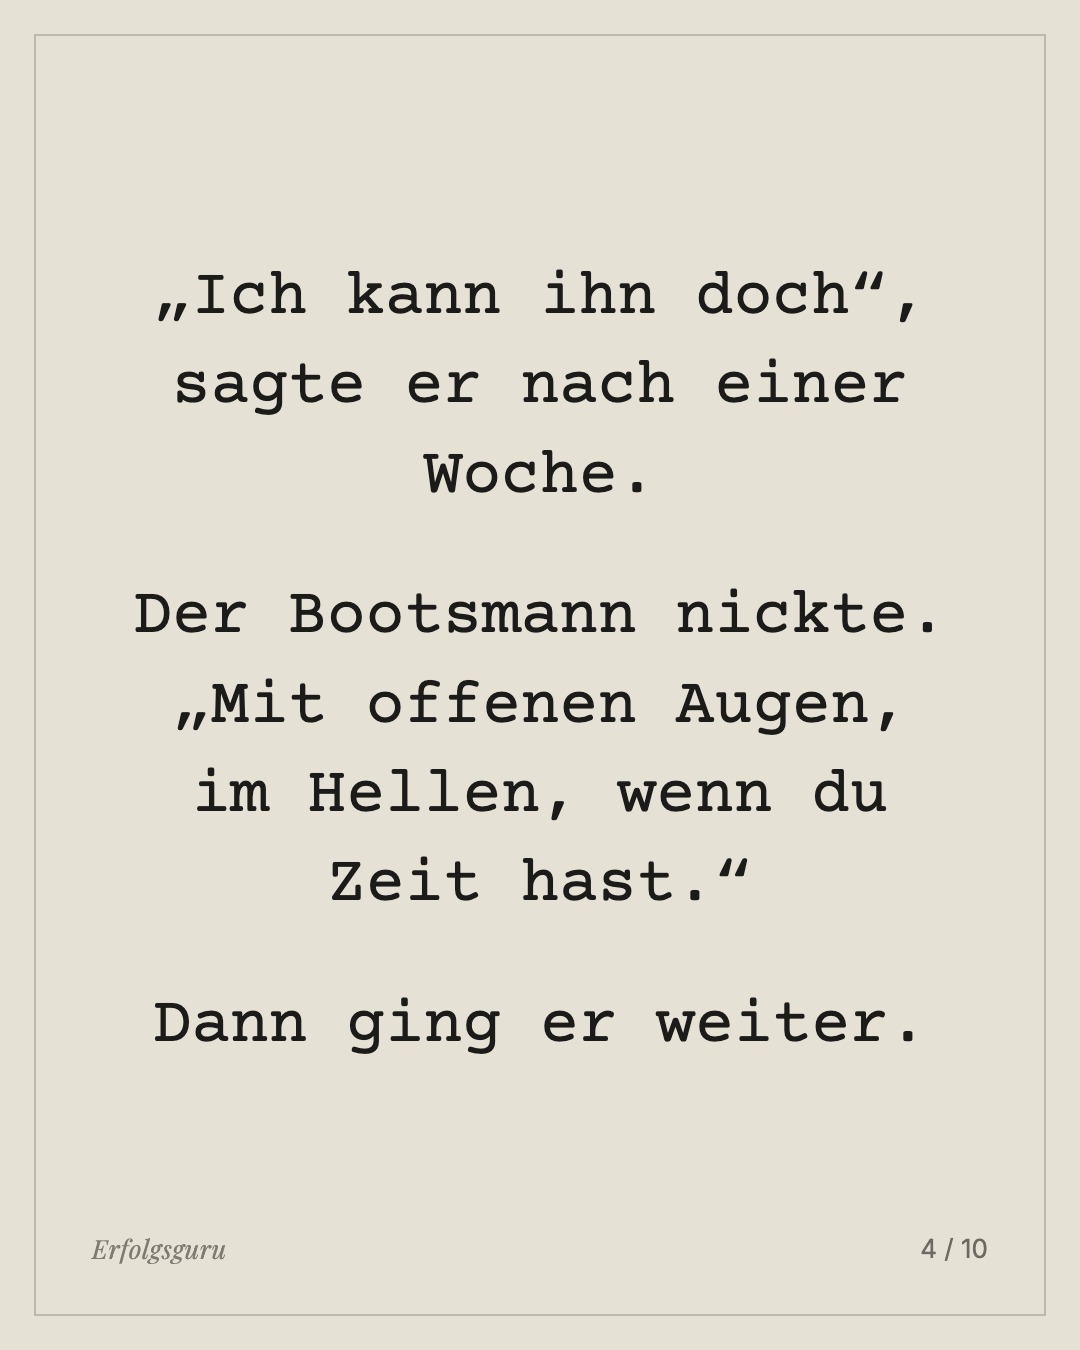 „Ich kann ihn doch“,
sagte er nach einer
Woche.
Der Bootsmann nickte.
„Mit offenen Augen,
im Hellen, wenn du
Zeit hast.“
Dann ging er weiter.
Erfolgsguru
4 / 10